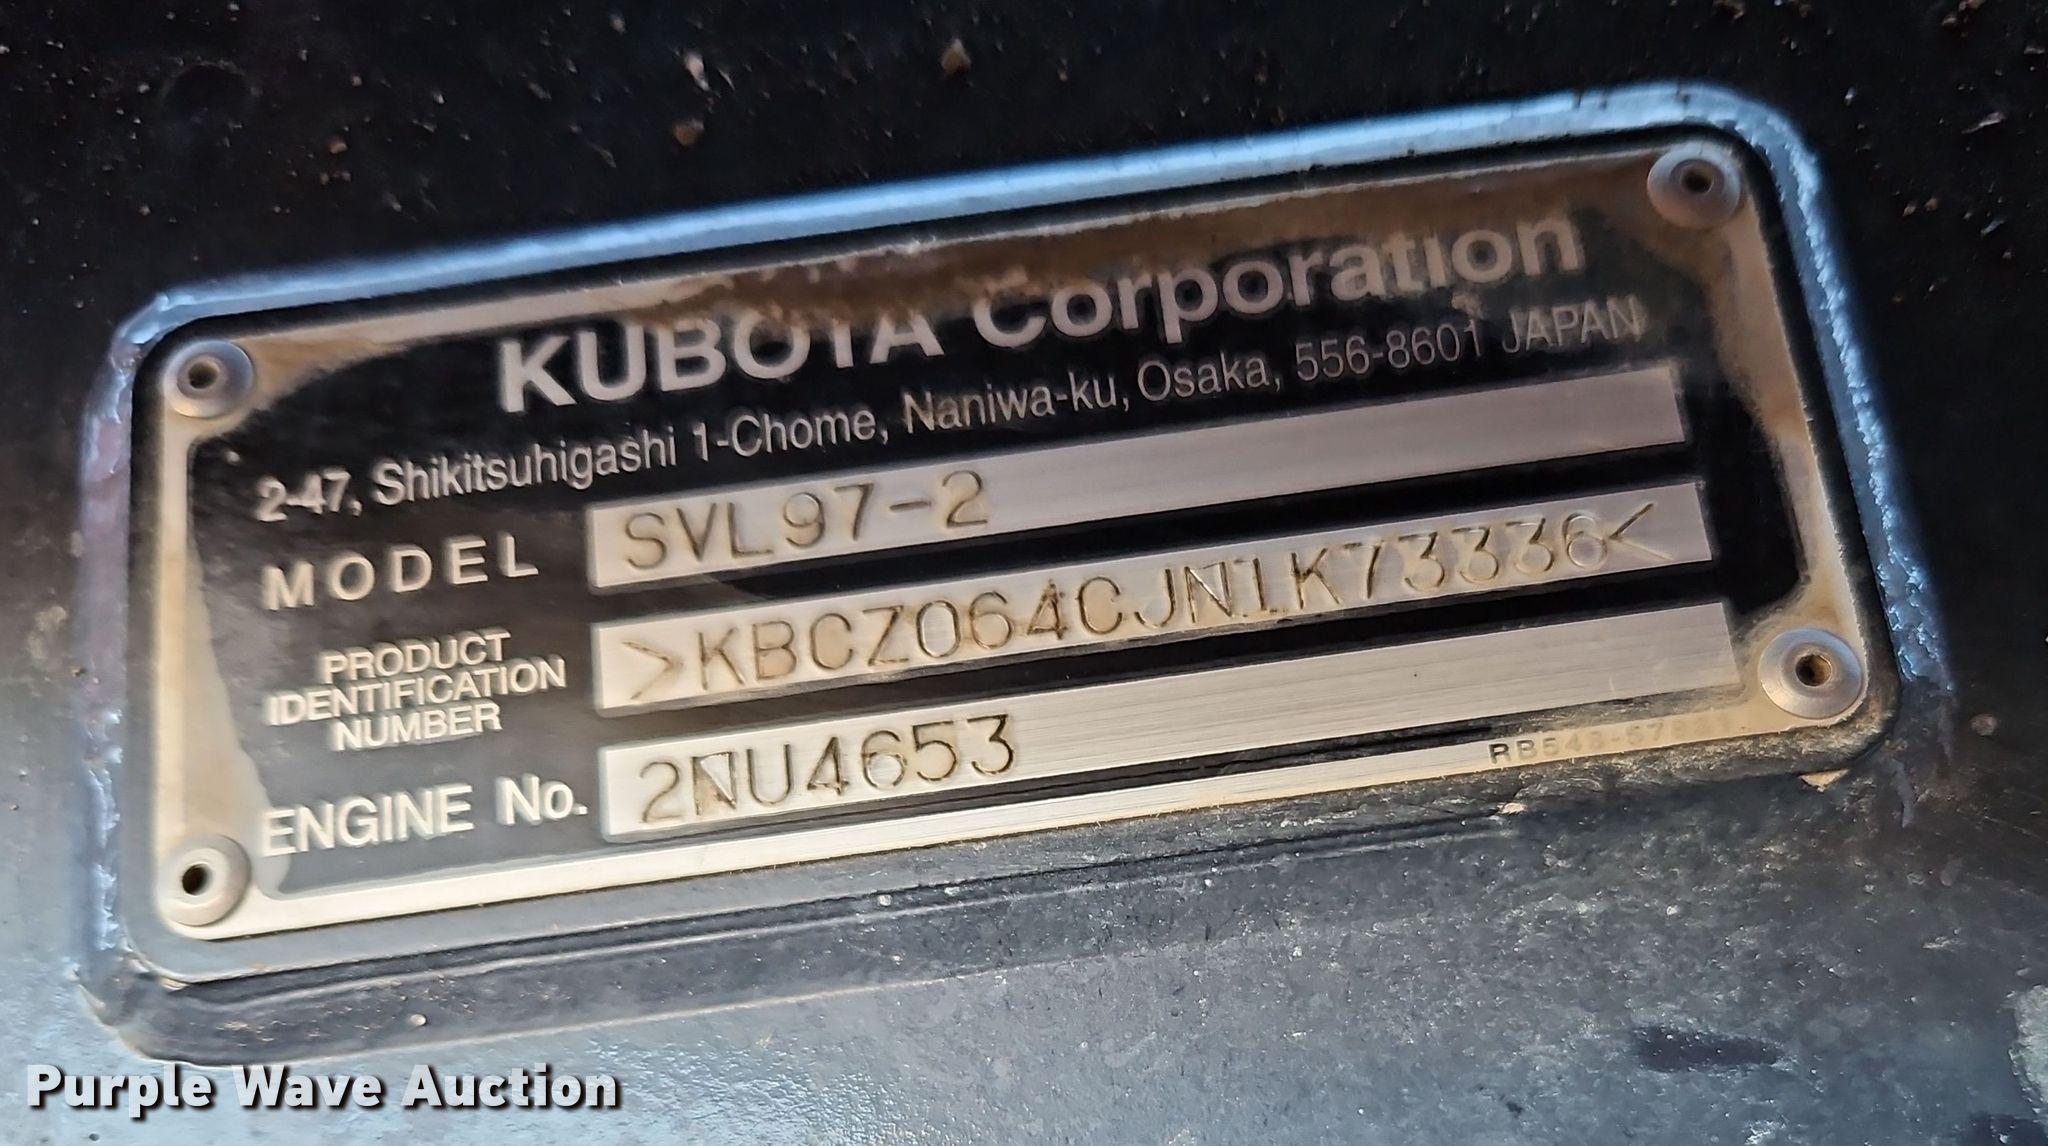 KUBOTA Corporation
2-47, Shikitsuhigashi 1-Chome, Naniwa-ku, Osaka, 556-8601 JAPAN
MODEL SVL97-2
PRODUCT
IDENTIFICATION
NUMBER >KBCZ064CJN1K73336<
ENGINE No. 2NU4653
Purple Wave Auction